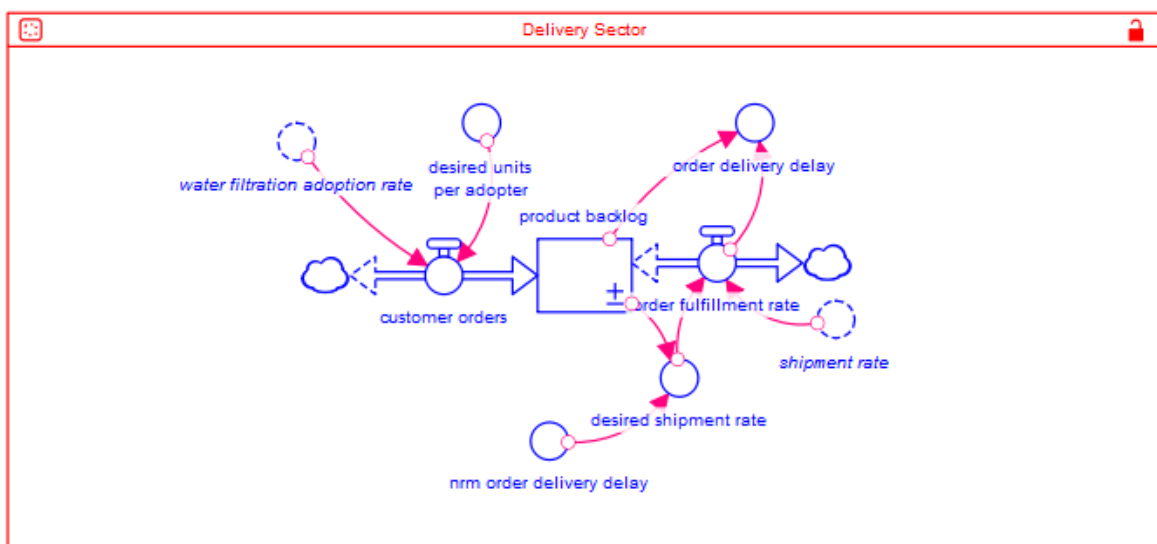 Delivery Sector
water filtration adoption rate
desired units
per adopter
order delivery delay
product backlog
customer orders
order fulfillment rate
shipment rate
desired shipment rate
nrm order delivery delay